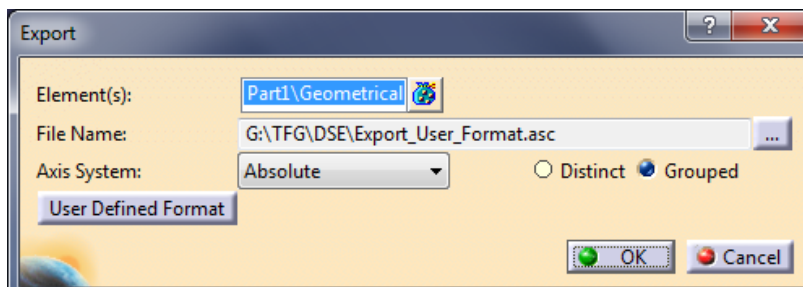 Export
Element(s): Part1\Geometrical
File Name: G:\TFG\DSE\Export_User_Format.asc ...
Axis System: Absolute Distinct Grouped
User Defined Format
OK Cancel